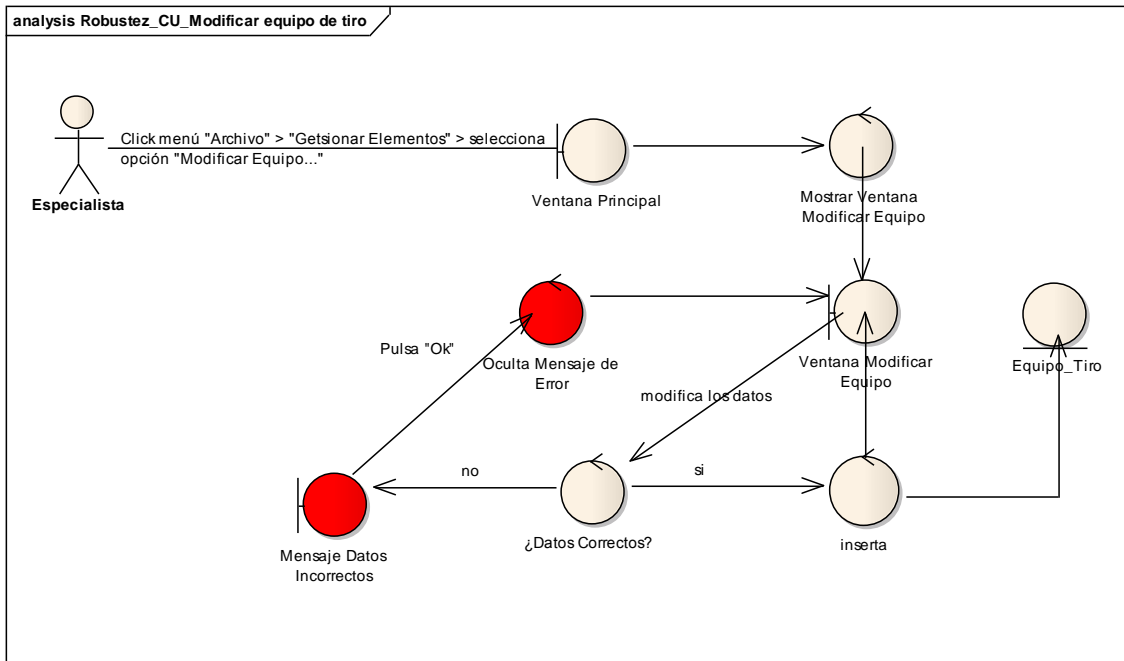 analysis Robustez_CU_Modificar equipo de tiro
Click menú "Archivo" > "Getsionar Elementos" > selecciona
opción "Modificar Equipo..."
Especialista
Ventana Principal
Mostrar Ventana
Modificar Equipo
Pulsa "Ok"
Oculta Mensaje de
Error
Ventana Modificar
Equipo
Equipo_Tiro
modifica los datos
no
si
Mensaje Datos
Incorrectos
¿Datos Correctos?
inserta